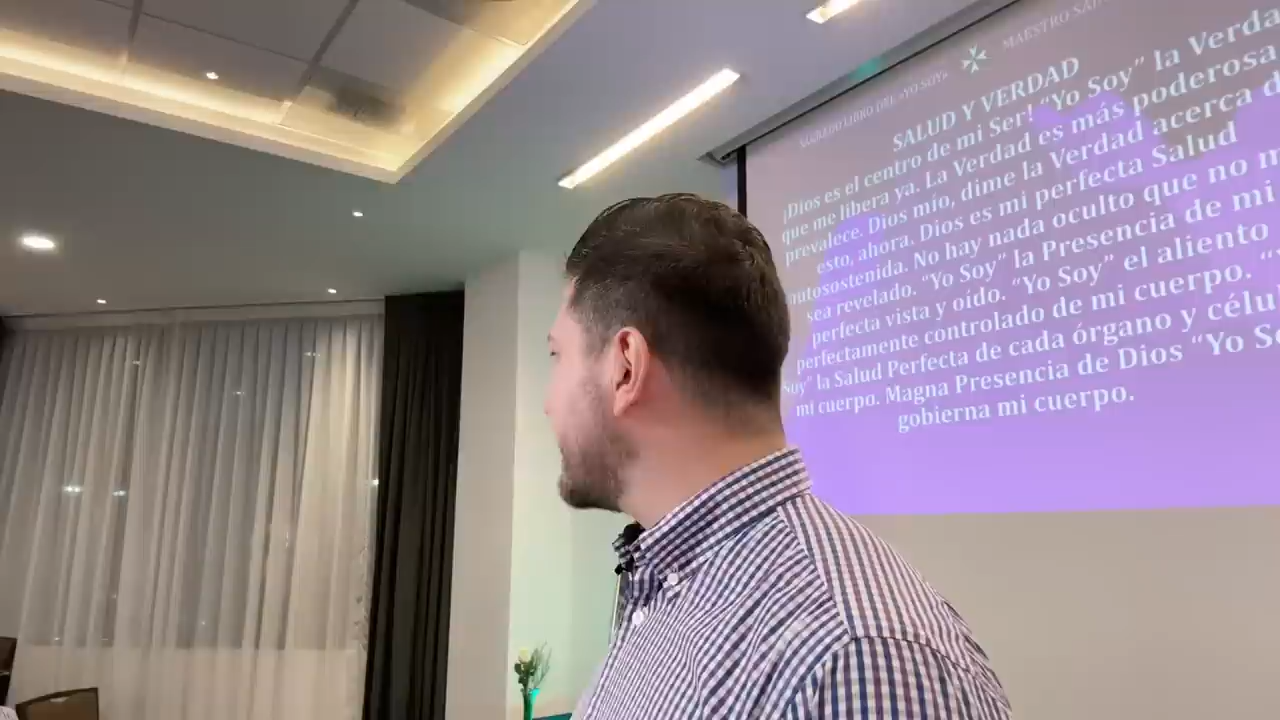 SAGRADO LIBRO DEL «YO SOY» MAESTRO
SALUD Y VERDAD
¡Dios es el centro de mi Ser! "Yo Soy" la Verda
que me libera ya. La Verdad es más poderosa
prevalece. Dios mío, dime la Verdad acerca d
esto, ahora. Dios es mi perfecta Salud
autosostenida. No hay nada oculto que no m
sea revelado. "Yo Soy" la Presencia de mi
perfecta vista y oído. "Yo Soy" el aliento
perfectamente controlado de mi cuerpo. "
Soy" la Salud Perfecta de cada órgano y célu
mi cuerpo. Magna Presencia de Dios "Yo So
gobierna mi cuerpo.